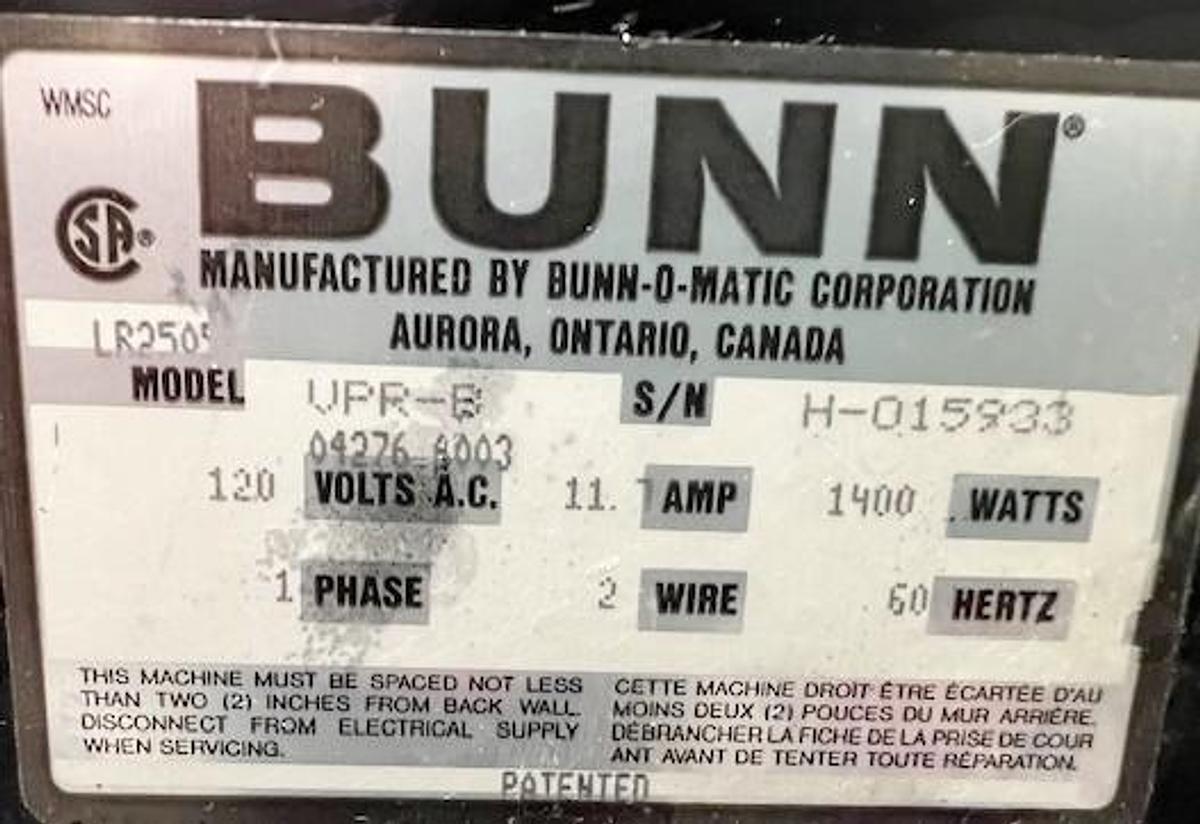 WMSC
BUNN®
SA®
MANUFACTURED BY BUNN-O-MATIC CORPORATION
AURORA, ONTARIO, CANADA
MODEL VPR-B S/N H-015933
120 VOLTS A.C. 11. AMP 1400 WATTS
1 PHASE 2 WIRE 60 HERTZ
THIS MACHINE MUST BE SPACED NOT LESS
THAN TWO (2) INCHES FROM BACK WALL.
DISCONNECT FROM ELECTRICAL SUPPLY
WHEN SERVICING.
CETTE MACHINE DROIT ÊTRE ÉCARTÉE D'AU
MOINS DEUX (2) POUCES DU MUR ARRIÈRE.
DÉBRANCHER LA FICHE DE LA PRISE DE COUR
ANT AVANT DE TENTER TOUTE RÉPARATION.
PATENTED